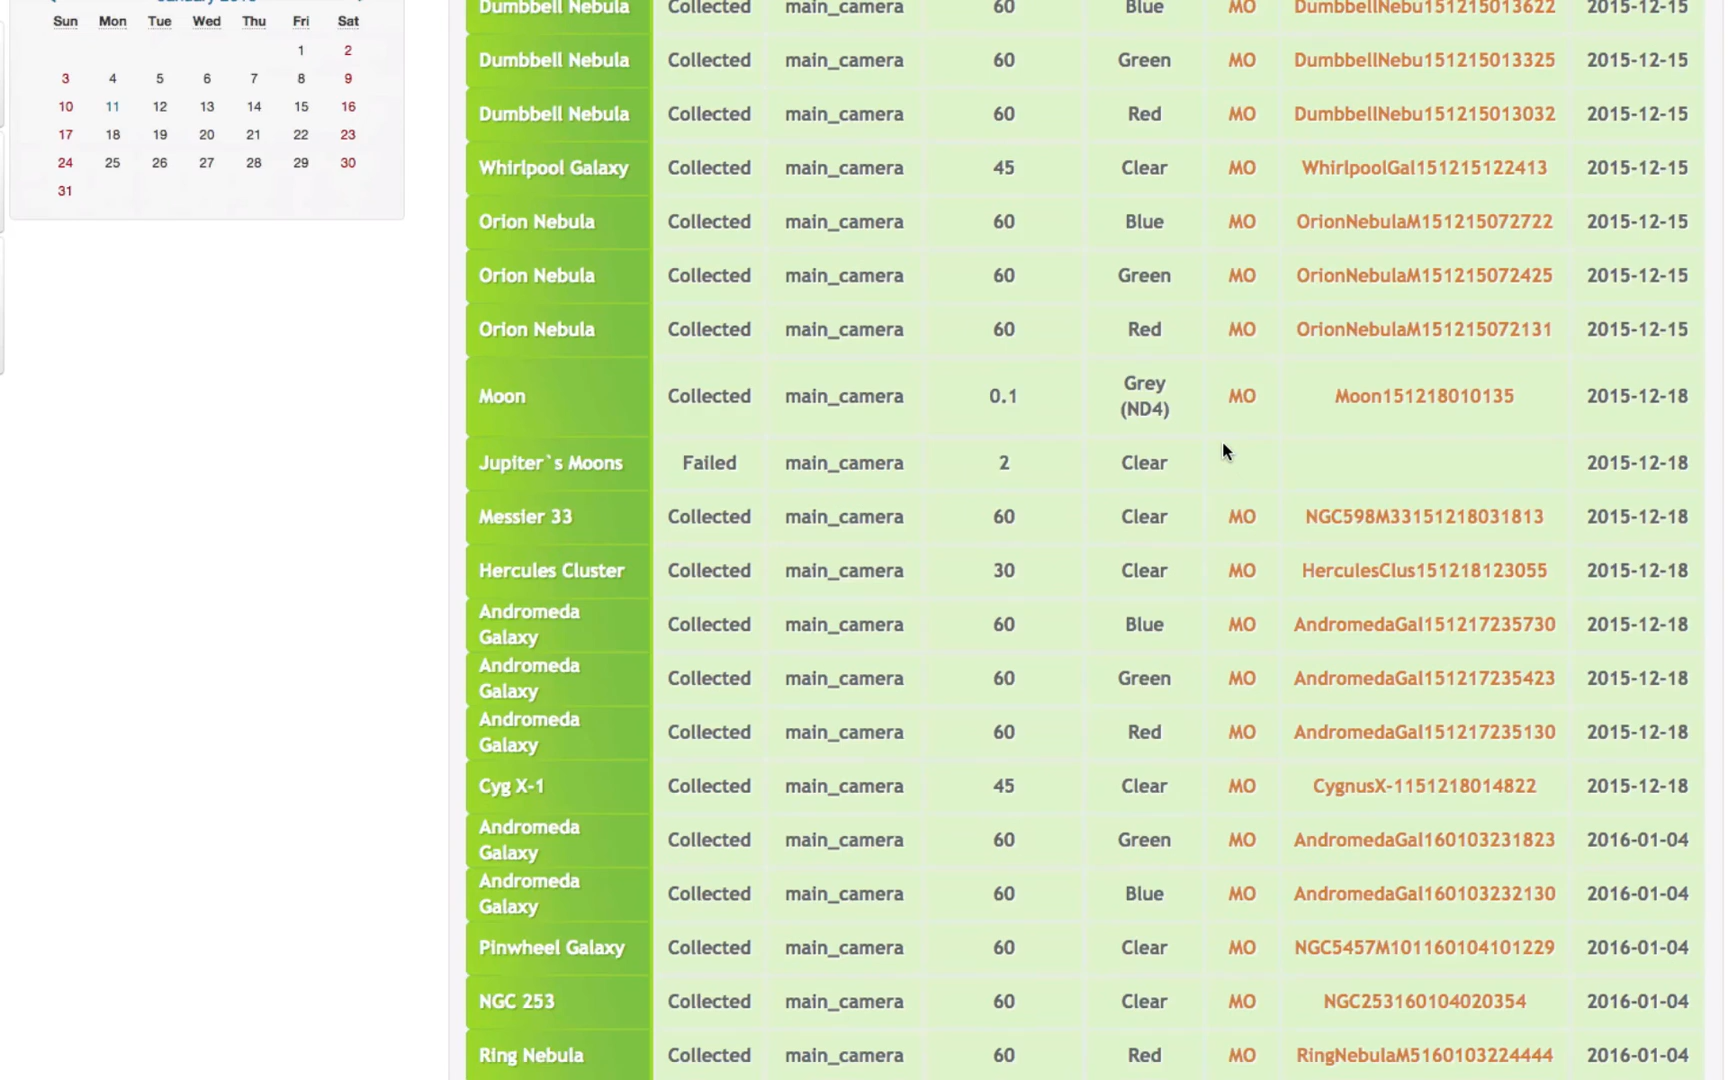 January 2016
Sun Mon Tue Wed Thu Fri Sat
1 2
3 4 5 6 7 8 9
10 11 12 13 14 15 16
17 18 19 20 21 22 23
24 25 26 27 28 29 30
31
Dumbbell Nebula Collected main_camera 60 Blue MO DumbbellNebu151215013622 2015-12-15
Dumbbell Nebula Collected main_camera 60 Green MO DumbbellNebu151215013325 2015-12-15
Dumbbell Nebula Collected main_camera 60 Red MO DumbbellNebu151215013032 2015-12-15
Whirlpool Galaxy Collected main_camera 45 Clear MO WhirlpoolGal151215122413 2015-12-15
Orion Nebula Collected main_camera 60 Blue MO OrionNebulaM151215072722 2015-12-15
Orion Nebula Collected main_camera 60 Green MO OrionNebulaM151215072425 2015-12-15
Orion Nebula Collected main_camera 60 Red MO OrionNebulaM151215072131 2015-12-15
Moon Collected main_camera 0.1 Grey
(ND4) MO Moon151218010135 2015-12-18
Jupiter`s Moons Failed main_camera 2 Clear 2015-12-18
Messier 33 Collected main_camera 60 Clear MO NGC598M33151218031813 2015-12-18
Hercules Cluster Collected main_camera 30 Clear MO HerculesClus151218123055 2015-12-18
Andromeda
Galaxy Collected main_camera 60 Blue MO AndromedaGal151217235730 2015-12-18
Andromeda
Galaxy Collected main_camera 60 Green MO AndromedaGal151217235423 2015-12-18
Andromeda
Galaxy Collected main_camera 60 Red MO AndromedaGal151217235130 2015-12-18
Cyg X-1 Collected main_camera 45 Clear MO CygnusX-1151218014822 2015-12-18
Andromeda
Galaxy Collected main_camera 60 Green MO AndromedaGal160103231823 2016-01-04
Andromeda
Galaxy Collected main_camera 60 Blue MO AndromedaGal160103232130 2016-01-04
Pinwheel Galaxy Collected main_camera 60 Clear MO NGC5457M101160104101229 2016-01-04
NGC 253 Collected main_camera 60 Clear MO NGC253160104020354 2016-01-04
Ring Nebula Collected main_camera 60 Red MO RingNebulaM5160103224444 2016-01-04